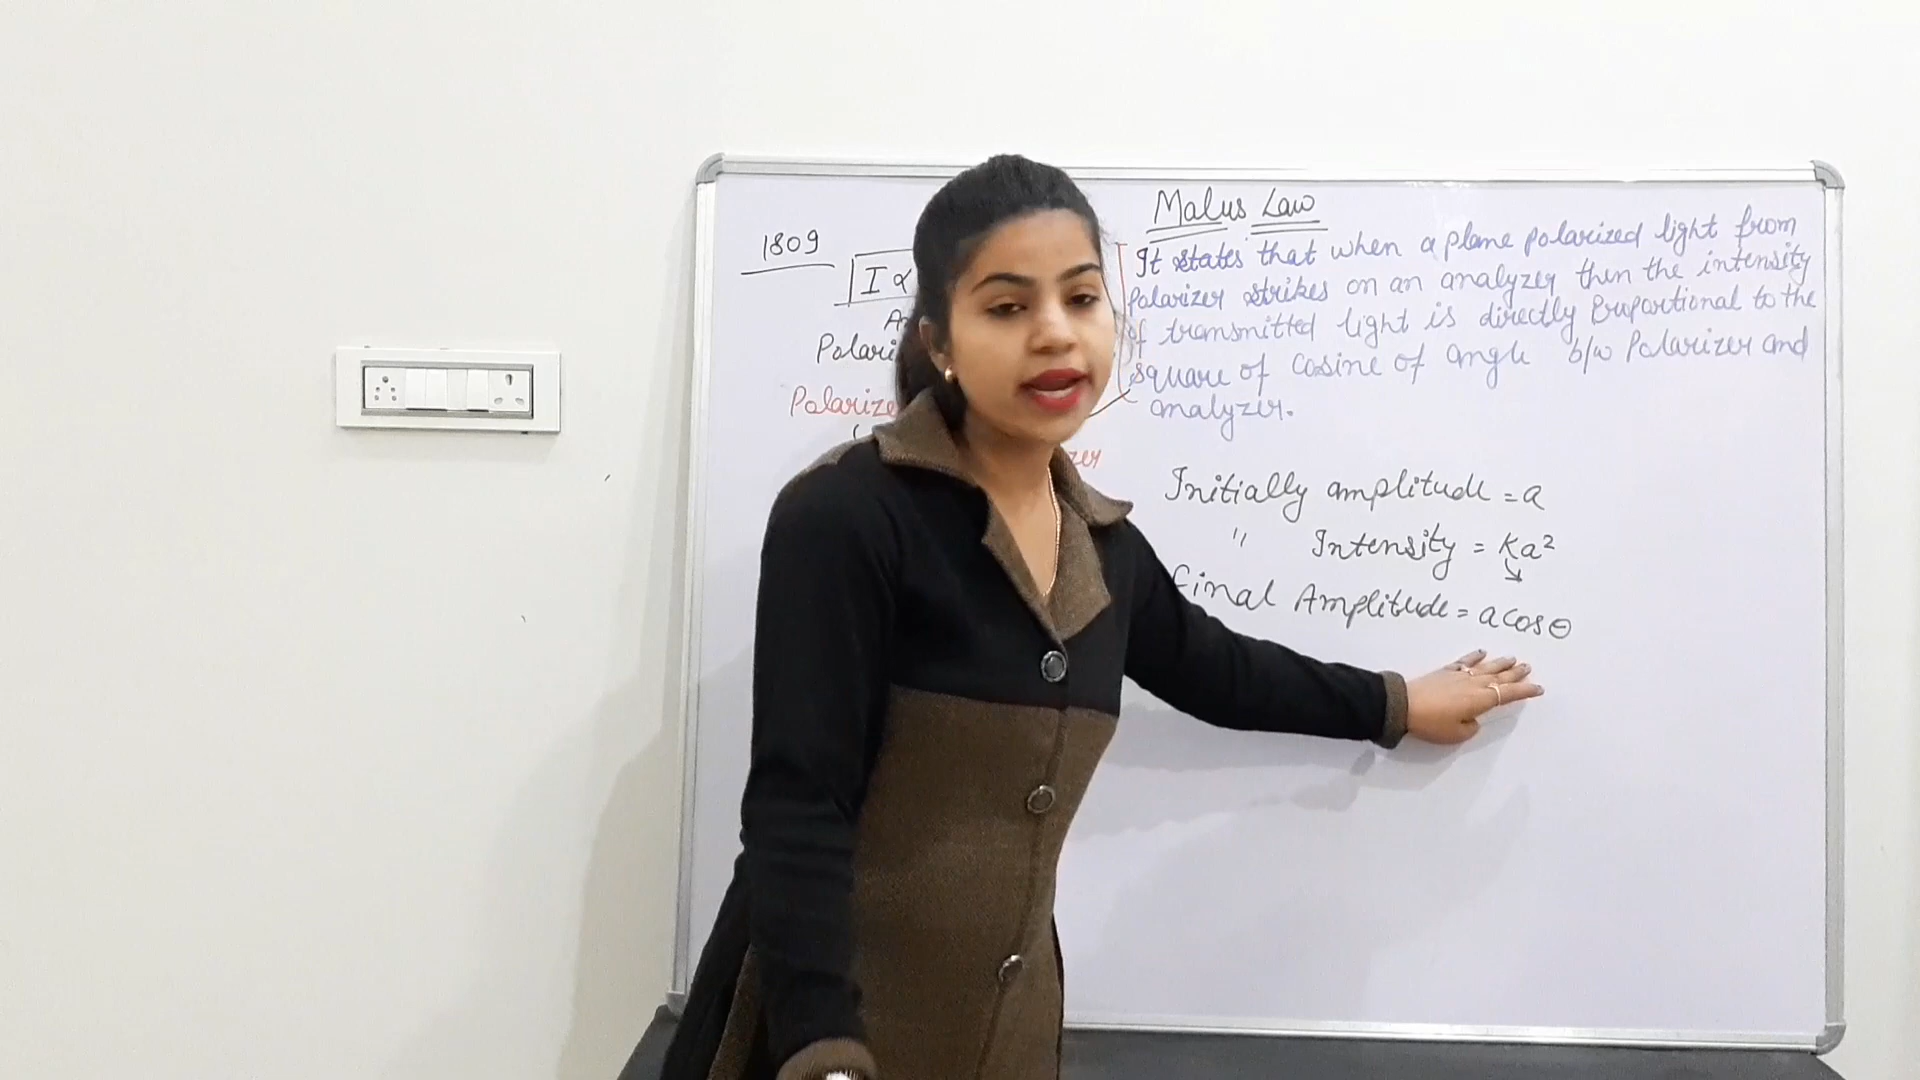 Malus Law
1809
I α
It states that when a plane polarized light from
Polarizer strikes on an analyzer then the intensity
of transmitted light is directly Proportional to the
square of cosine of angle b/w Polarizer and
analyzer.
Initially amplitude = a
" Intensity = Ka²
Final Amplitude = a cos θ